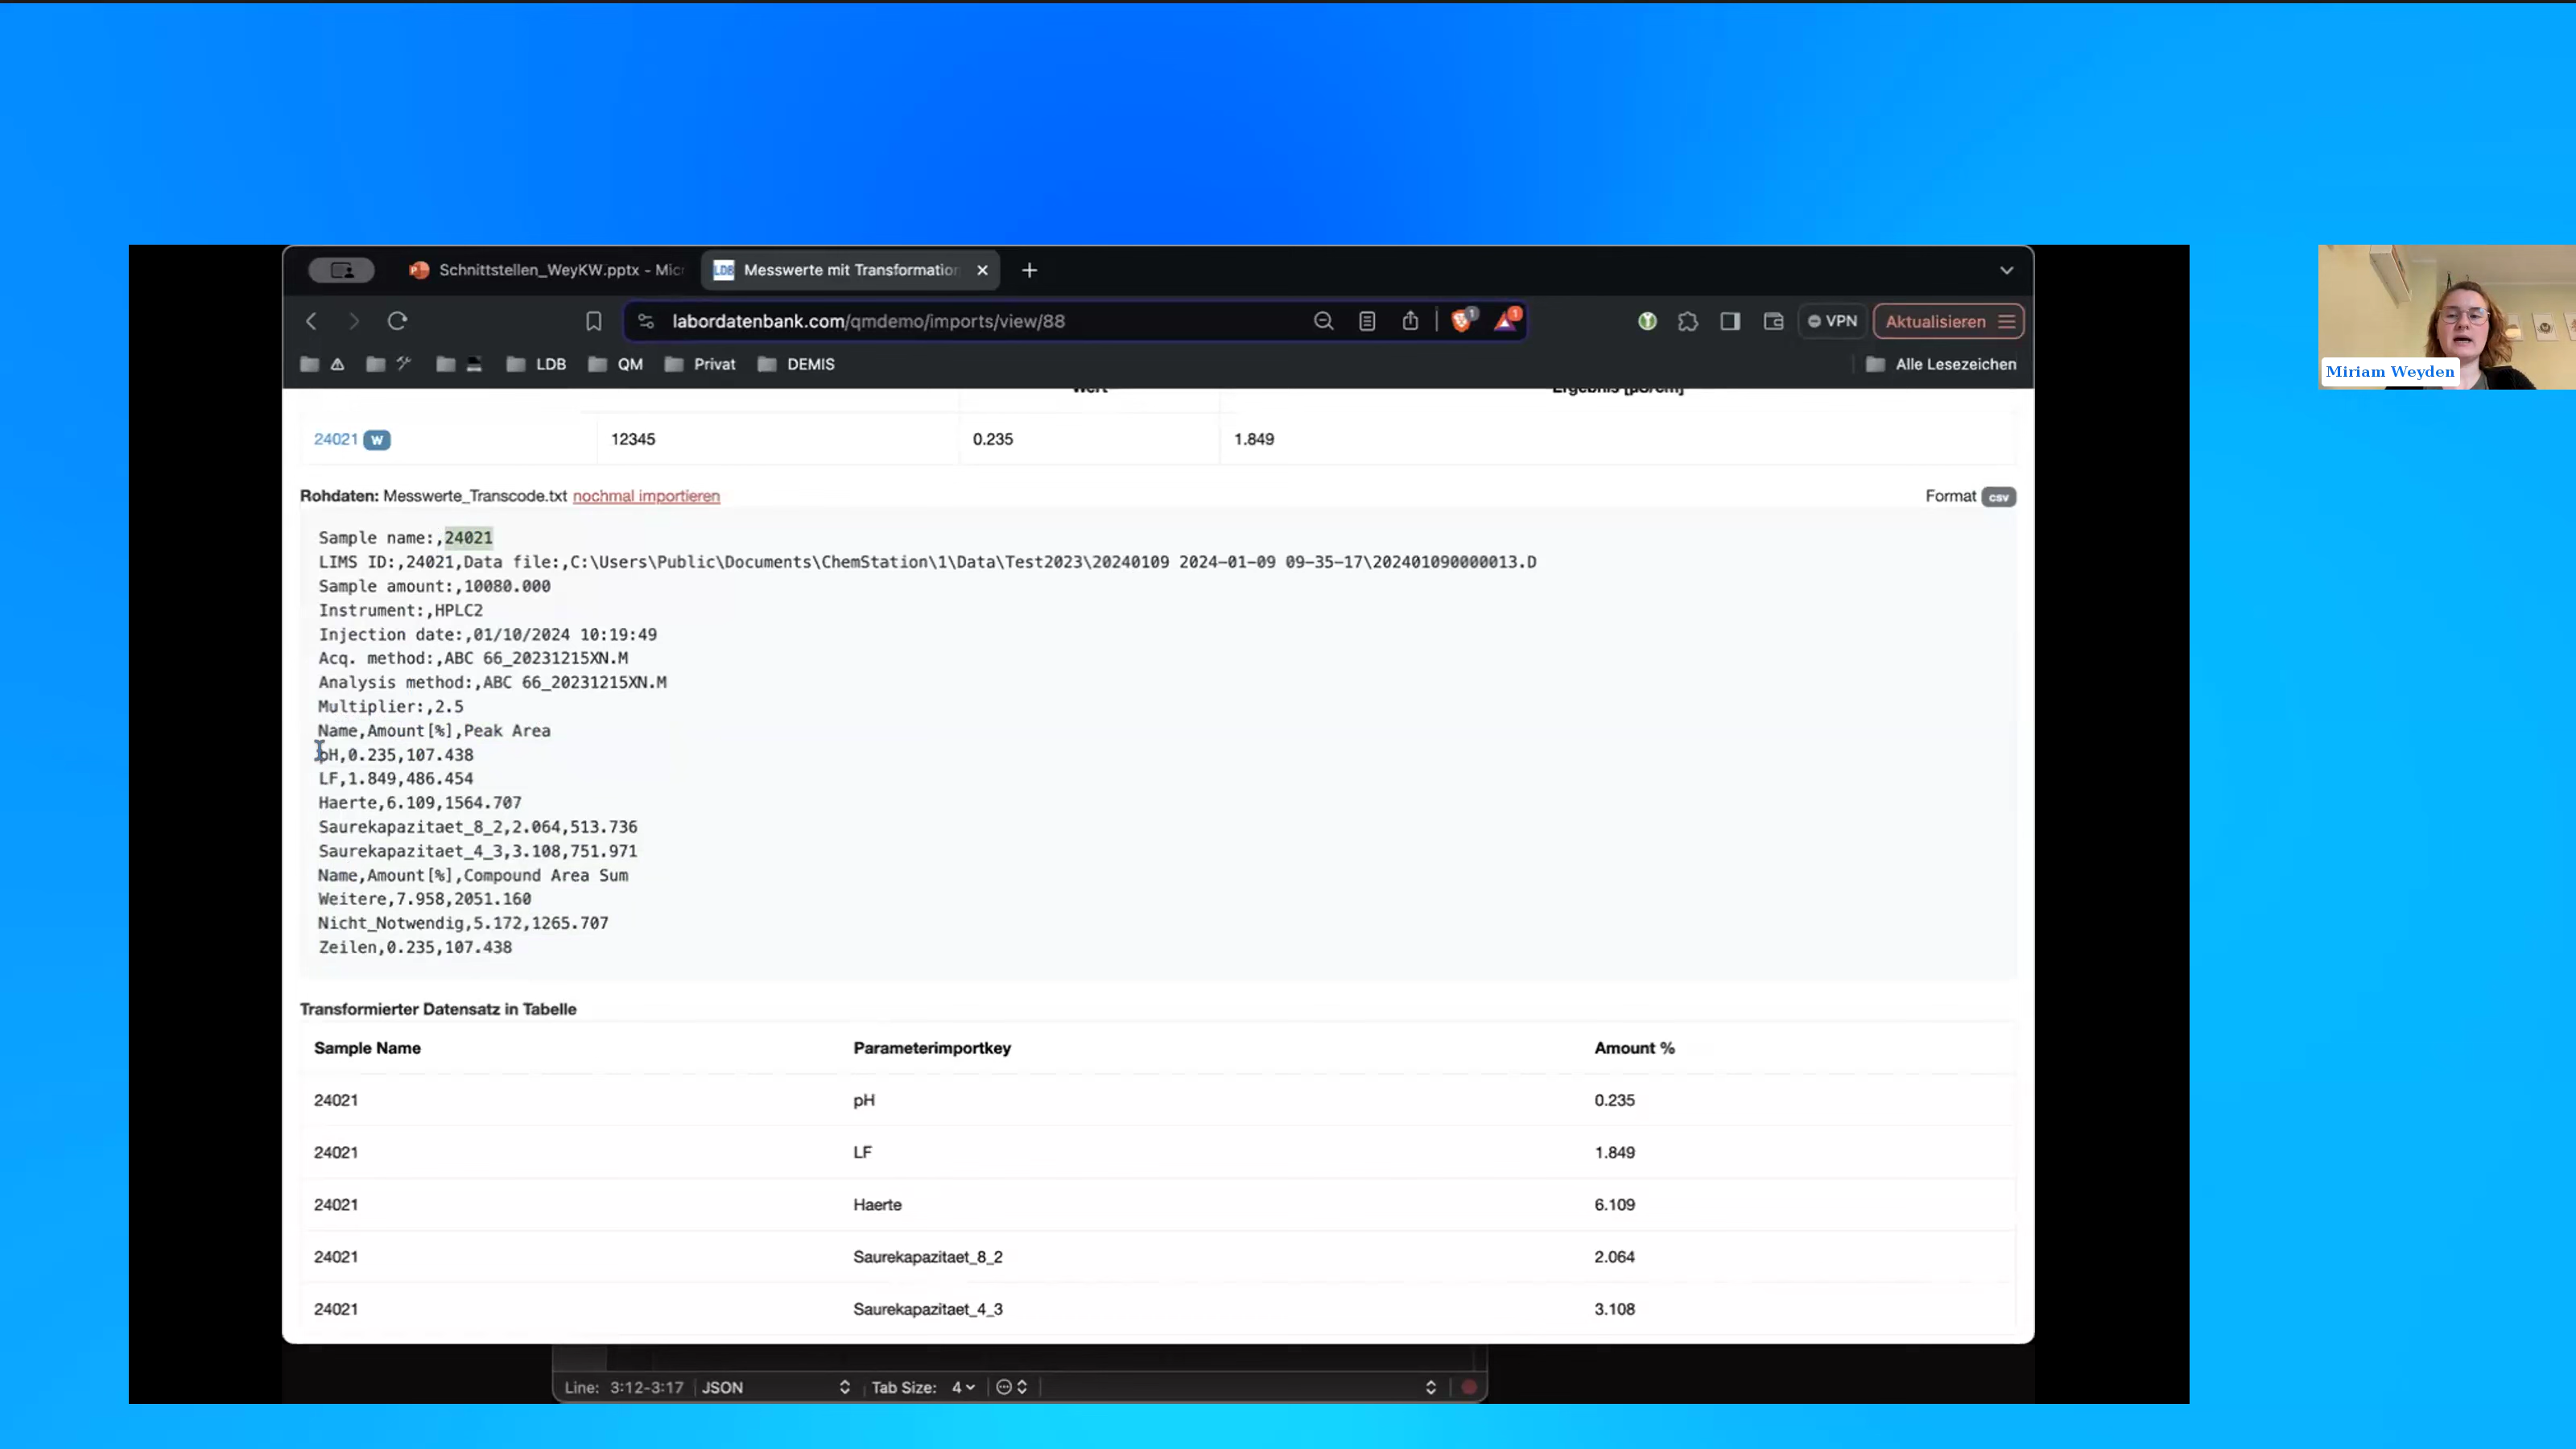 Schnittstellen_WeyKW.pptx - Mic
LDB Messwerte mit Transformation
labordatenbank.com/qmdemo/imports/view/88
1
1
VPN
Aktualisieren
LDB
QM
Privat
DEMIS
Alle Lesezeichen
Miriam Weyden
Wert
Ergebnis [µS/cm]
24021 W
12345
0.235
1.849
Rohdaten: Messwerte_Transcode.txt nochmal importieren
Format csv
Sample name:,24021
LIMS ID:,24021,Data file:,C:\Users\Public\Documents\ChemStation\1\Data\Test2023\20240109 2024-01-09 09-35-17\202401090000013.D
Sample amount:,10080.000
Instrument:,HPLC2
Injection date:,01/10/2024 10:19:49
Acq. method:,ABC 66_20231215XN.M
Analysis method:,ABC 66_20231215XN.M
Multiplier:,2.5
Name,Amount[%],Peak Area
pH,0.235,107.438
LF,1.849,486.454
Haerte,6.109,1564.707
Saurekapazitaet_8_2,2.064,513.736
Saurekapazitaet_4_3,3.108,751.971
Name,Amount[%],Compound Area Sum
Weitere,7.958,2051.160
Nicht_Notwendig,5.172,1265.707
Zeilen,0.235,107.438
Transformierter Datensatz in Tabelle
Sample Name
Parameterimportkey
Amount %
24021
pH
0.235
24021
LF
1.849
24021
Haerte
6.109
24021
Saurekapazitaet_8_2
2.064
24021
Saurekapazitaet_4_3
3.108
Line: 3:12-3:17
JSON
Tab Size: 4